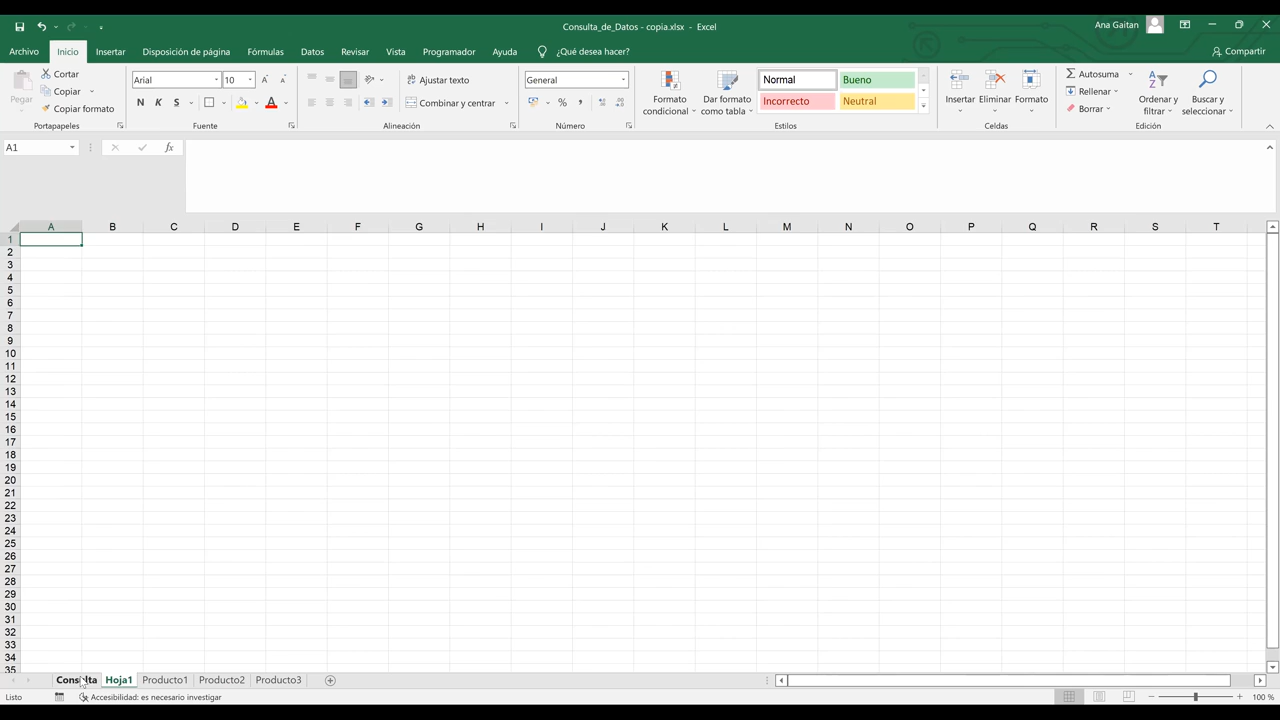 Consulta_de_Datos - copia.xlsx - Excel
Ana Gaitan
Archivo Inicio Insertar Disposición de página Fórmulas Datos Revisar Vista Programador Ayuda ¿Qué desea hacer? Compartir
Pegar
Cortar
Copiar
Copiar formato
Portapapeles
Arial 10
N K S A
Fuente
Ajustar texto
Combinar y centrar
Alineación
General
%
Número
Formato condicional
Dar formato como tabla
Normal Bueno
Incorrecto Neutral
Estilos
Insertar Eliminar Formato
Celdas
Autosuma
Rellenar
Borrar
Ordenar y filtrar
Buscar y seleccionar
Edición
A1 fx
A B C D E F G H I J K L M N O P Q R S T
1
2
3
4
5
6
7
8
9
10
11
12
13
14
15
16
17
18
19
20
21
22
23
24
25
26
27
28
29
30
31
32
33
34
35
Consulta Hoja1 Producto1 Producto2 Producto3
Listo Accesibilidad: es necesario investigar 100 %